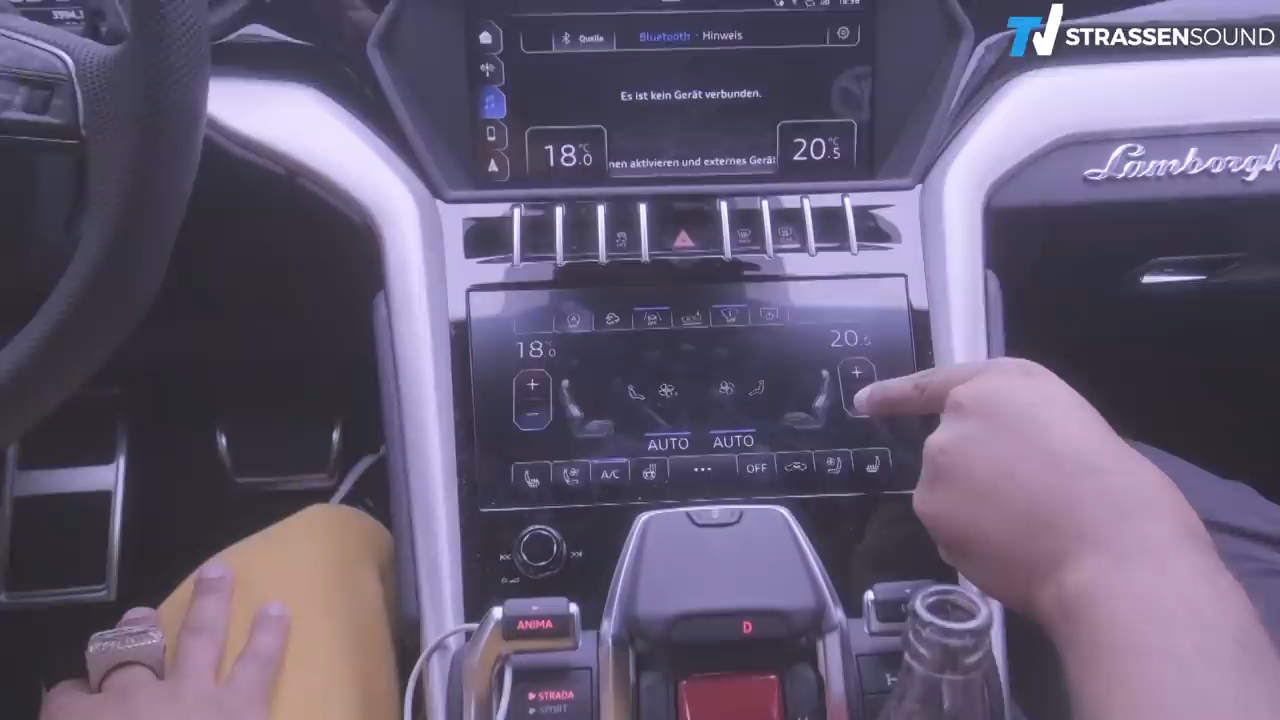 TV STRASSENSOUND
Quelle
Bluetooth · Hinweis
Es ist kein Gerät verbunden.
18.0 °C
nen aktivieren und externes Gerät
20.5 °C
Lamborgh
18.0 °C
20.5
+
−
+
AUTO
AUTO
A/C
...
OFF
ANIMA
D
STRADA
SPORT